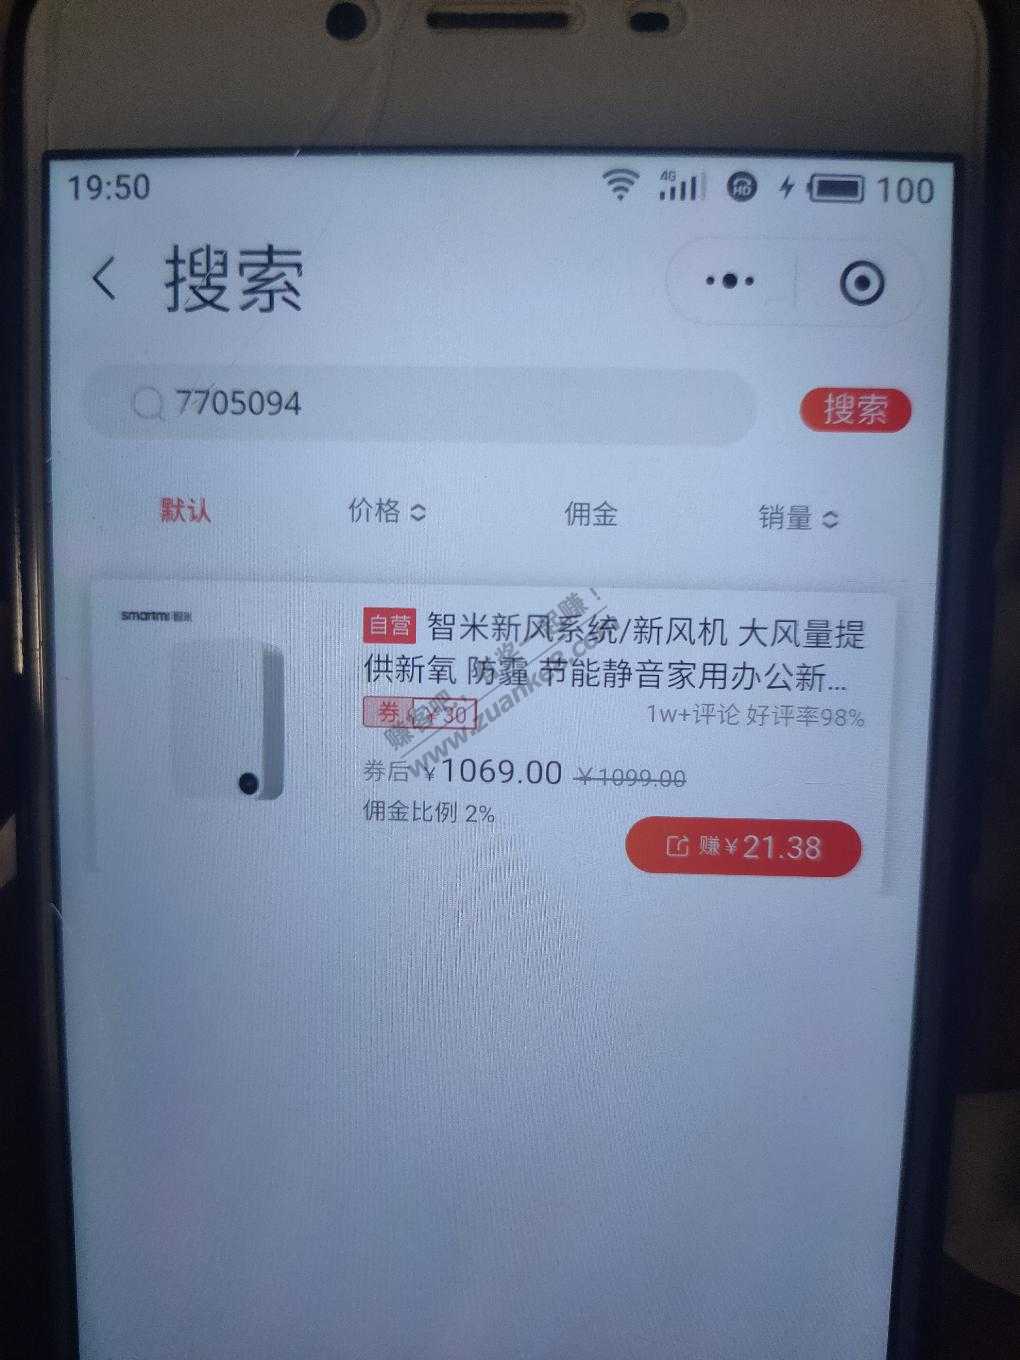 19:50
4G
HD
100
搜索
7705094
搜索
默认
价格
佣金
销量
smartmi 智米
自营 智米新风系统/新风机 大风量提
供新氧 防霾 节能静音家用办公新...
券 ¥30
1w+评论 好评率98%
券后 ¥1069.00 ¥1099.00
佣金比例 2%
赚¥21.38
www.zuanke8.com